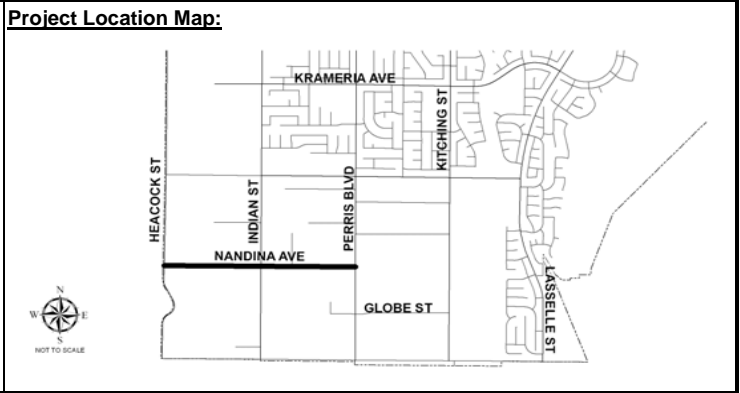 Project Location Map:
KRAMERIA AVE
KITCHING ST
HEACOCK ST
INDIAN ST
PERRIS BLVD
NANDINA AVE
GLOBE ST
LASSELLE ST
N
W E
S
NOT TO SCALE